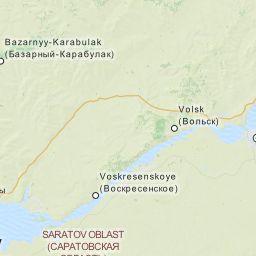 Bazarnyy-Karabulak
(Базарный-Карабулак)
Volsk
(Вольск)
Voskresenskoye
(Воскресенское)
SARATOV OBLAST
(САРАТОВСКАЯ